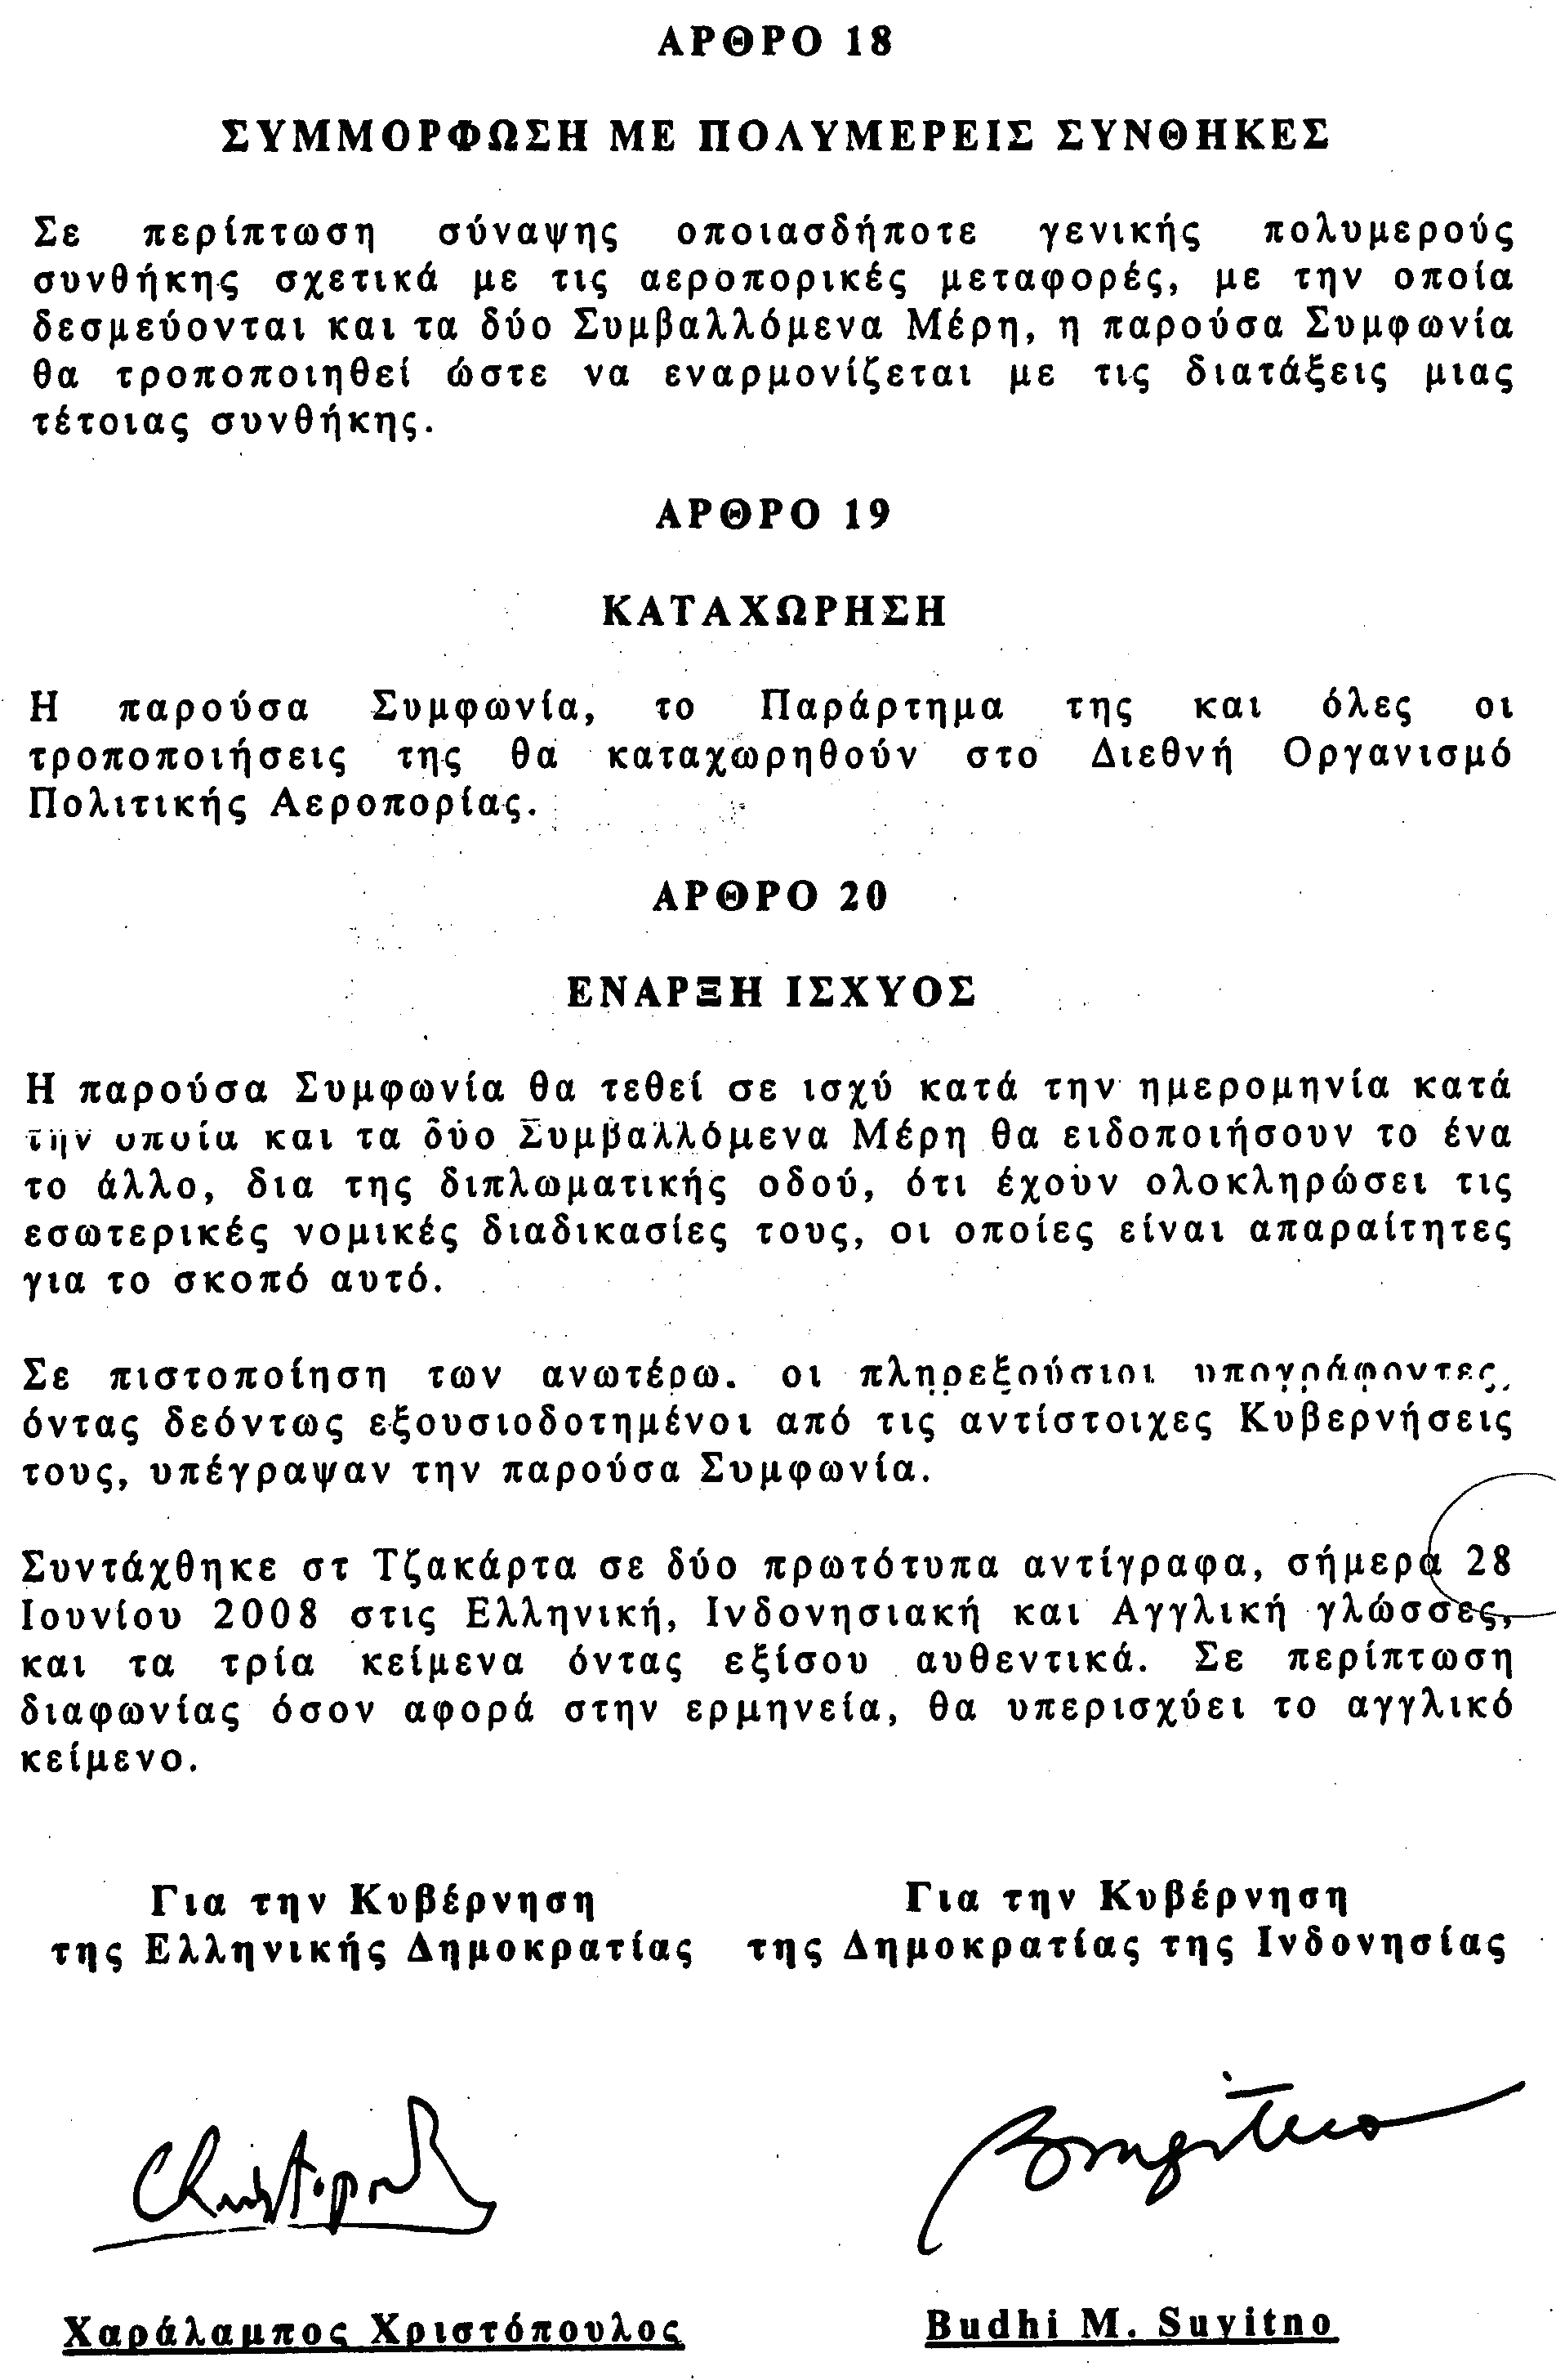 ΑΡΘΡΟ 18
ΣΥΜΜΟΡΦΩΣΗ ΜΕ ΠΟΛΥΜΕΡΕΙΣ ΣΥΝΘΗΚΕΣ
Σε περίπτωση σύναψης οποιασδήποτε γενικής πολυμερούς
συνθήκης σχετικά με τις αεροπορικές μεταφορές, με την οποία
δεσμεύονται και τα δύο Συμβαλλόμενα Μέρη, η παρούσα Συμφωνία
θα τροποποιηθεί ώστε να εναρμονίζεται με τις διατάξεις μιας
τέτοιας συνθήκης.
ΑΡΘΡΟ 19
ΚΑΤΑΧΩΡΗΣΗ
Η παρούσα Συμφωνία, το Παράρτημα της και όλες οι
τροποποιήσεις της θα καταχωρηθούν στο Διεθνή Οργανισμό
Πολιτικής Αεροπορίας.
ΑΡΘΡΟ 20
ΕΝΑΡΞΗ ΙΣΧΥΟΣ
Η παρούσα Συμφωνία θα τεθεί σε ισχύ κατά την ημερομηνία κατά
την οποία και τα δύο Συμβαλλόμενα Μέρη θα ειδοποιήσουν το ένα
το άλλο, δια της διπλωματικής οδού, ότι έχουν ολοκληρώσει τις
εσωτερικές νομικές διαδικασίες τους, οι οποίες είναι απαραίτητες
για το σκοπό αυτό.
Σε πιστοποίηση των ανωτέρω. οι πληρεξούσιοι υπογράφοντες,
όντας δεόντως εξουσιοδοτημένοι από τις αντίστοιχες Κυβερνήσεις
τους, υπέγραψαν την παρούσα Συμφωνία.
Συντάχθηκε στ Τζακάρτα σε δύο πρωτότυπα αντίγραφα, σήμερα 28
Ιουνίου 2008 στις Ελληνική, Ινδονησιακή και Αγγλική γλώσσες,
και τα τρία κείμενα όντας εξίσου αυθεντικά. Σε περίπτωση
διαφωνίας όσον αφορά στην ερμηνεία, θα υπερισχύει το αγγλικό
κείμενο.
Για την Κυβέρνηση
της Ελληνικής Δημοκρατίας
Για την Κυβέρνηση
της Δημοκρατίας της Ινδονησίας
Χαράλαμπος Χριστόπουλος
Budhi M. Suyitno